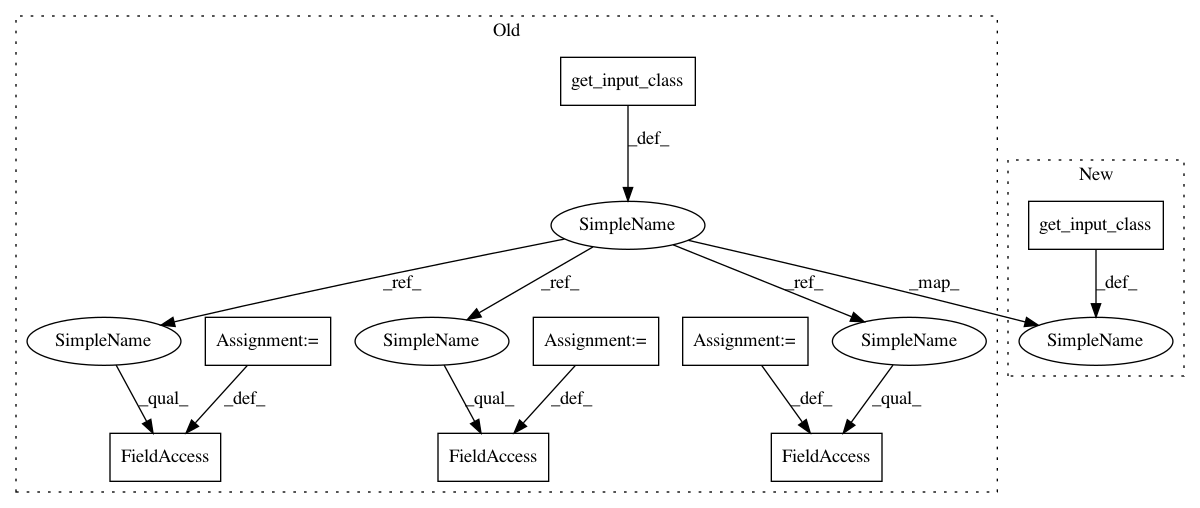 Old
get_input_class
_def_
New
get_input_class
SimpleName
_ref_
_ref_
_ref_
_map_
_def_
SimpleName
Assignment:=
SimpleName
Assignment:=
Assignment:=
SimpleName
SimpleName
_qual_
_def_
_qual_
_def_
_def_
_qual_
FieldAccess
FieldAccess
FieldAccess